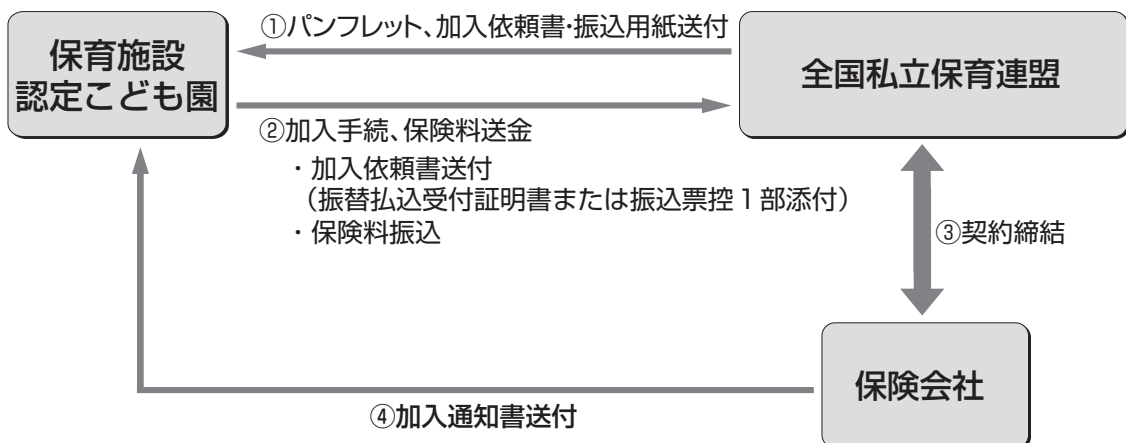 ①パンフレット、加入依頼書・振込用紙送付
保育施設
認定こども園
全国私立保育連盟
②加入手続、保険料送金
・加入依頼書送付
（振替払込受付証明書または振込票控1部添付）
・保険料振込
③契約締結
保険会社
④加入通知書送付